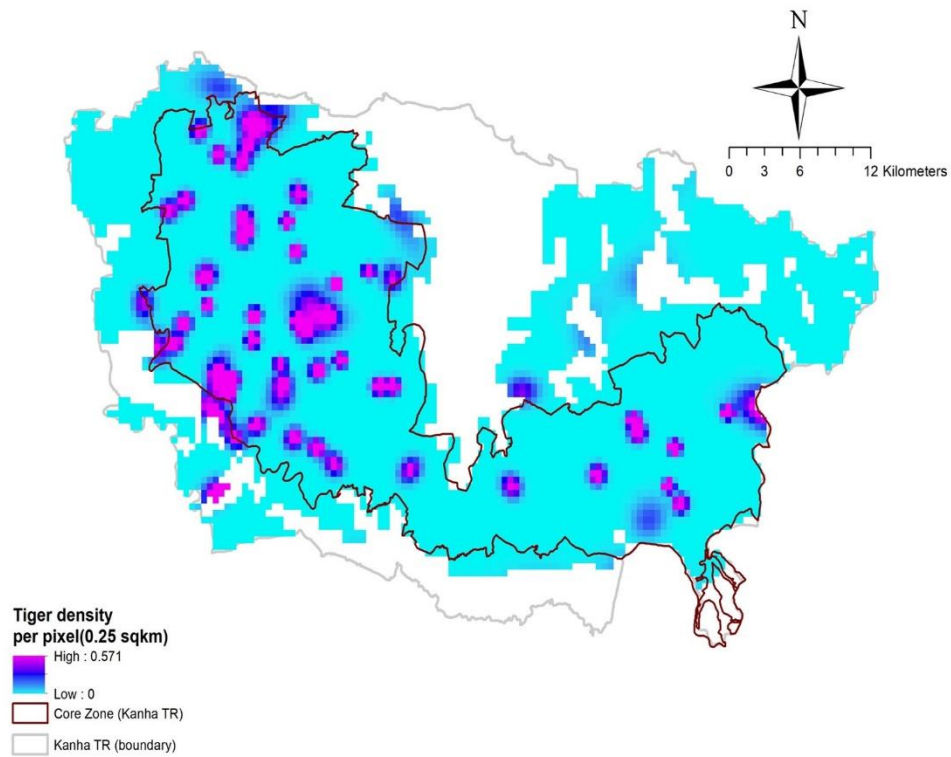 N
0 3 6 12 Kilometers
Tiger density
per pixel(0.25 sqkm)
High : 0.571
Low : 0
Core Zone (Kanha TR)
Kanha TR (boundary)